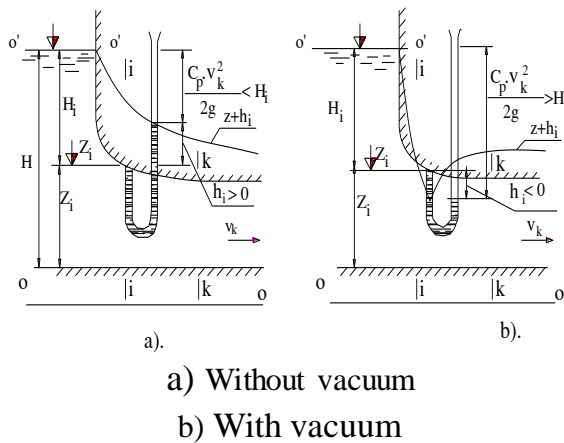 o' o' |i
C_p.v_k^2 / 2g < H_i
H_i
z+h_i
H
Z_i
|k
Z_i
h_i>0
v_k
o |i |k o
a).
o' o' |i
C_p.v_k^2 / 2g >H
H_i
z+h_i
Z_i
|k
Z_i
h_i<0
v_k
o |i |k o
b).
a) Without vacuum
b) With vacuum